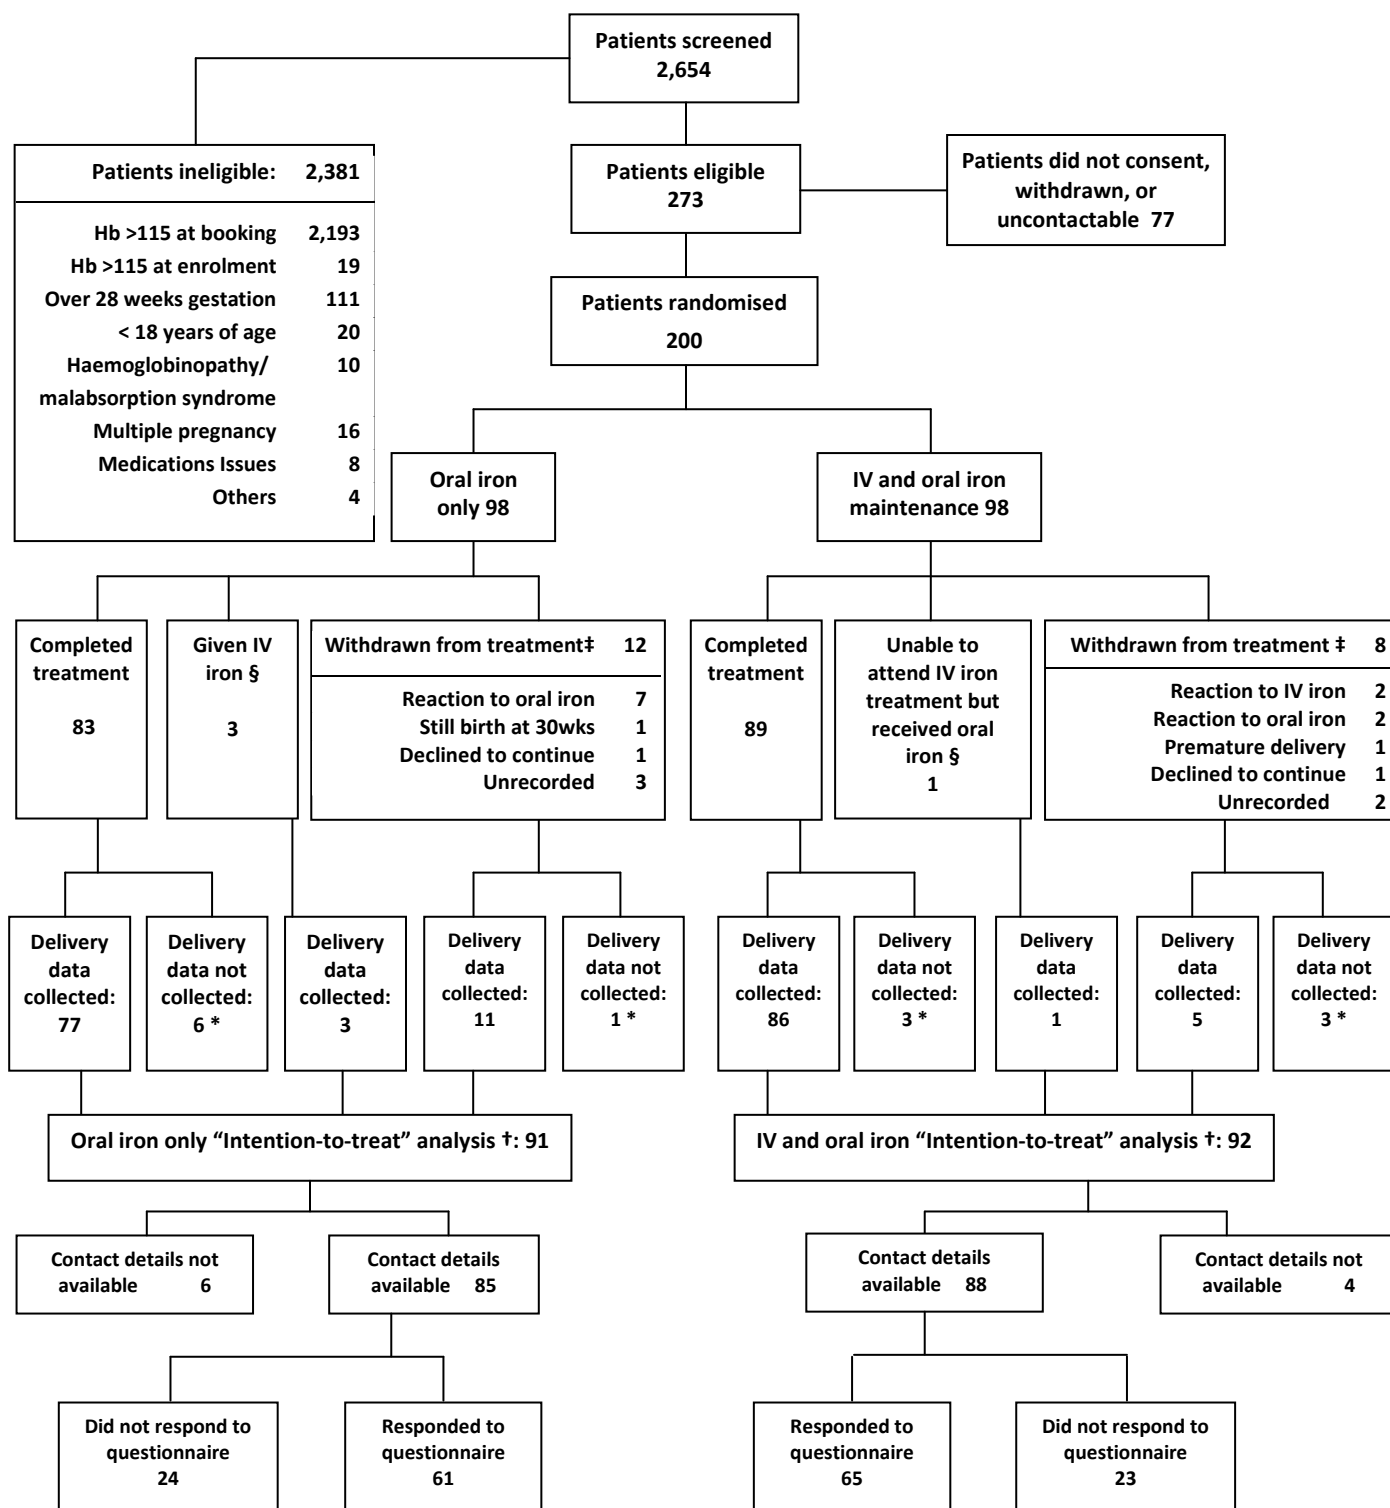 Patients screened
2,654
Patients ineligible: 2,381
Hb >115 at booking 2,193
Hb >115 at enrolment 19
Over 28 weeks gestation 111
< 18 years of age 20
Haemoglobinopathy/ 10
malabsorption syndrome
Multiple pregnancy 16
Medications Issues 8
Others 4
Patients eligible
273
Patients did not consent,
withdrawn, or
uncontactable 77
Patients randomised
200
Oral iron
only 98
IV and oral iron
maintenance 98
Completed
treatment
83
Given IV
iron §
3
Withdrawn from treatment‡ 12
Reaction to oral iron 7
Still birth at 30wks 1
Declined to continue 1
Unrecorded 3
Completed
treatment
89
Unable to
attend IV iron
treatment but
received oral
iron §
1
Withdrawn from treatment ‡ 8
Reaction to IV iron 2
Reaction to oral iron 2
Premature delivery 1
Declined to continue 1
Unrecorded 2
Delivery
data
collected:
77
Delivery
data not
collected:
6 *
Delivery
data
collected:
3
Delivery
data
collected:
11
Delivery
data not
collected:
1 *
Delivery
data
collected:
86
Delivery
data not
collected:
3 *
Delivery
data
collected:
1
Delivery
data
collected:
5
Delivery
data not
collected:
3 *
Oral iron only “Intention-to-treat” analysis †: 91
IV and oral iron “Intention-to-treat” analysis †: 92
Contact details not
available 6
Contact details
available 85
Contact details
available 88
Contact details not
available 4
Did not respond to
questionnaire
24
Responded to
questionnaire
61
Responded to
questionnaire
65
Did not respond to
questionnaire
23